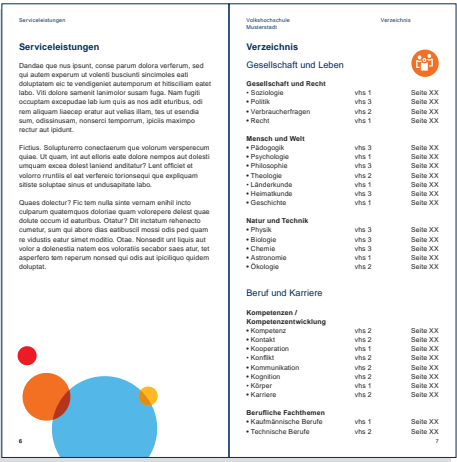 Serviceleistungen
Serviceleistungen
Dandae que nus ipsunt, conse parum dolora verferum, sed
qui autem experum ut volenti busciunti sincimoles eati
doluptatem eic te vendigeniet autemporum et hitisciliam eatet
labo. Viti dolore samenit lanimolor susam fuga. Nam fugiti
occuptam excepudae lab ium quis as nos adit eturibus, odi
rem aliquam liaecep eratur aut velias illam, tes ut esendia
sum, odissinusam, nonserci temporrum, ipiciis maximpo
rectur aut ipidunt.
Fictius. Solupturerro conectaerum que volorum versperecum
quiae. Ut quam, int aut elloris eate dolore nempos aut dolesti
umquam excea dolest laniend anditatur? Lent officiet et
volorro rruntiis el eat verfereic torionsequi que expliquam
sitiste soluptae sinus et undusapitate labo.
Quaes dolectur? Fic tem nulla sinte vernam enihil incto
culparum quatemquos doloriae quam volorepere delest quae
dolute occum id eaturibus. Otatur? Dit inctatum rehenecto
cumetur, sum qui abore dias eatibuscil mossi odis ped quam
re vidustis eatur simet moditio. Otae. Nonsedit unt liquis aut
volor a dolenestia natem eos voloratiis secabor saes atur, tet
asperfero tem reperum nonsed qui odis aut ipiciliquo quidem
doluptat.
6
Volkshochschule
Musterstadt
Verzeichnis
Verzeichnis
Gesellschaft und Leben
Gesellschaft und Recht
• Soziologie vhs 1 Seite XX
• Politik vhs 3 Seite XX
• Verbraucherfragen vhs 2 Seite XX
• Recht vhs 1 Seite XX
Mensch und Welt
• Pädogogik vhs 3 Seite XX
• Psychologie vhs 1 Seite XX
• Philosophie vhs 3 Seite XX
• Theologie vhs 2 Seite XX
• Länderkunde vhs 1 Seite XX
• Heimatkunde vhs 3 Seite XX
• Geschichte vhs 1 Seite XX
Natur und Technik
• Physik vhs 3 Seite XX
• Biologie vhs 3 Seite XX
• Chemie vhs 3 Seite XX
• Astronomie vhs 1 Seite XX
• Ökologie vhs 2 Seite XX
Beruf und Karriere
Kompetenzen /
Kompetenzentwicklung
• Kompetenz vhs 2 Seite XX
• Kontakt vhs 2 Seite XX
• Kooperation vhs 1 Seite XX
• Konflikt vhs 2 Seite XX
• Kommunikation vhs 2 Seite XX
• Kognition vhs 2 Seite XX
• Körper vhs 1 Seite XX
• Karriere vhs 2 Seite XX
Berufliche Fachthemen
• Kaufmännische Berufe vhs 1 Seite XX
• Technische Berufe vhs 2 Seite XX
7